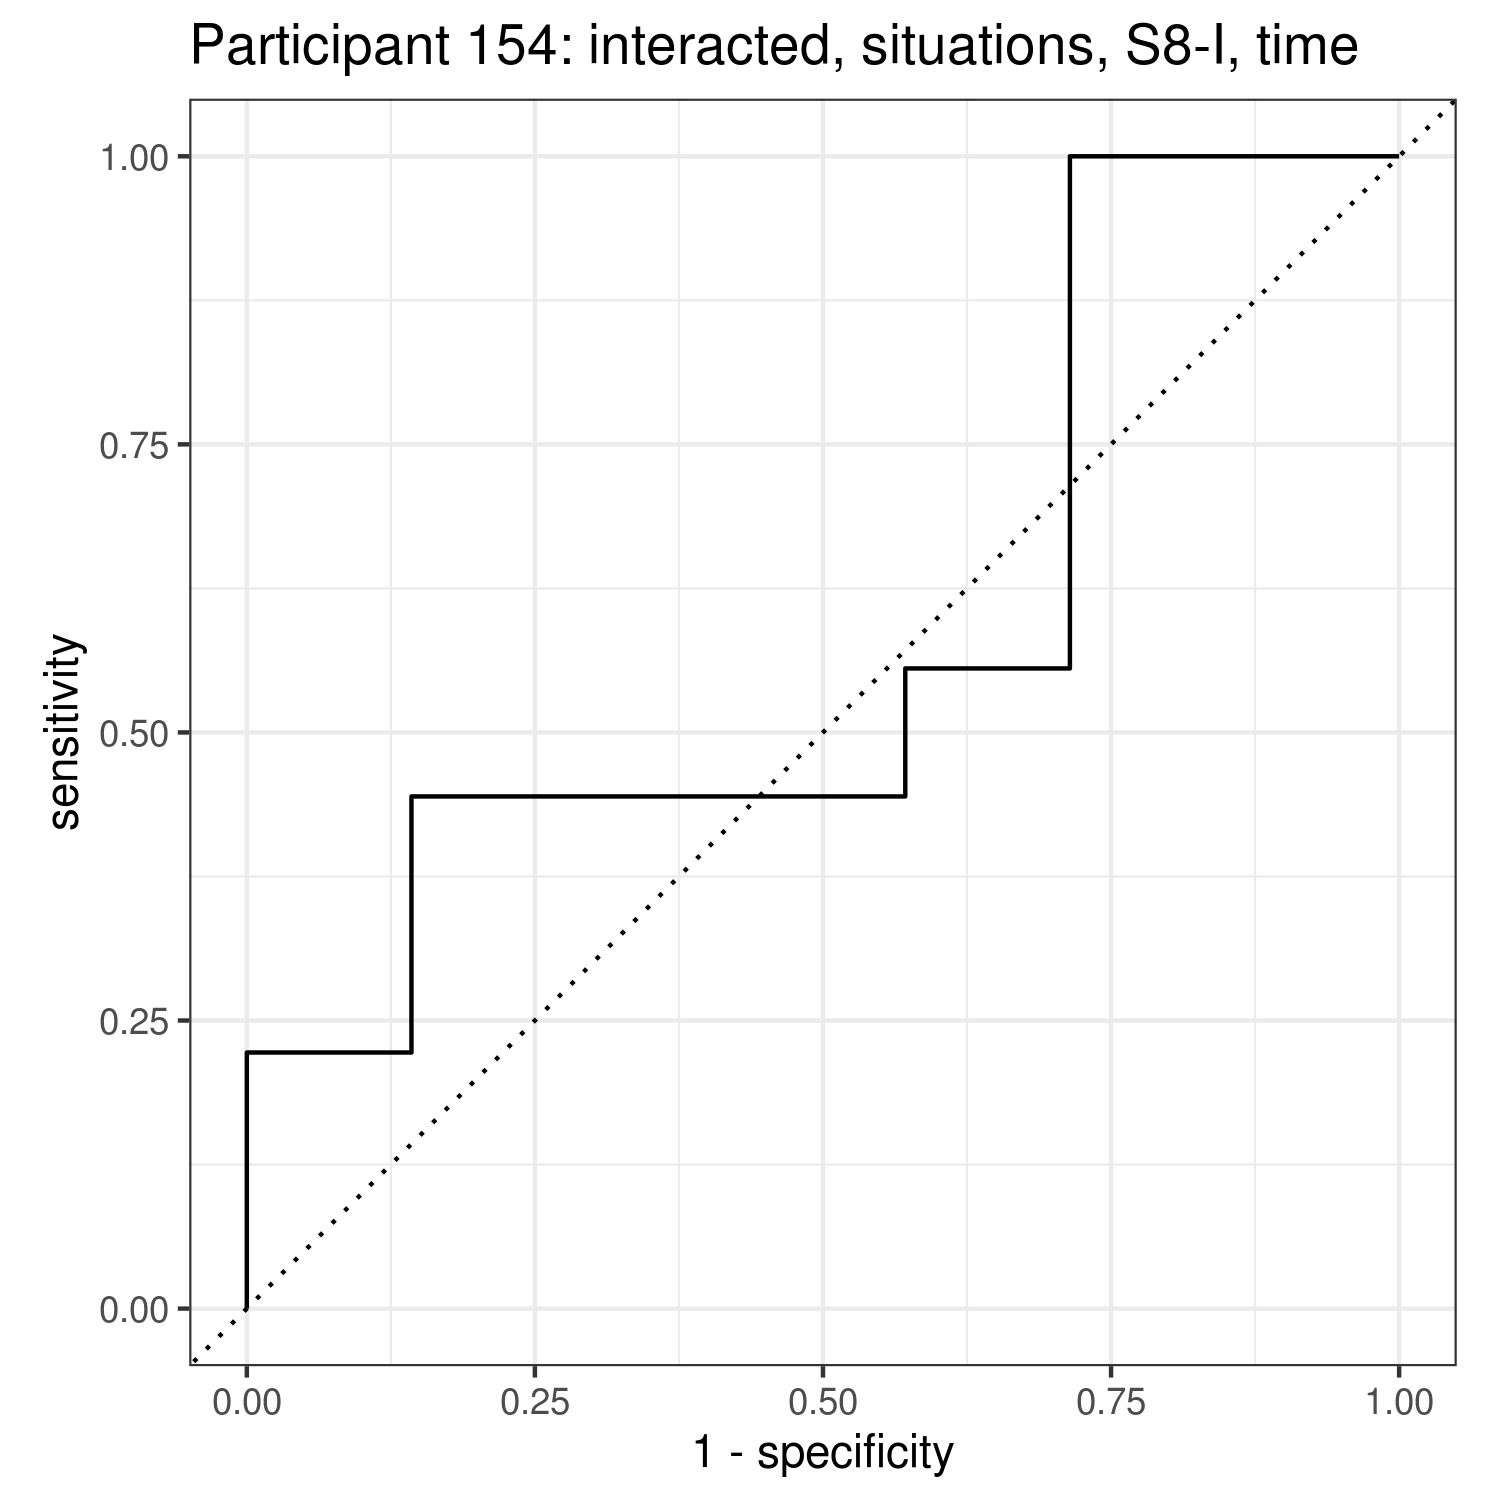 Participant 154: interacted, situations, S8-I, time
1.00
0.75
0.50
0.25
0.00
sensitivity
0.00 0.25 0.50 0.75 1.00
1 - specificity